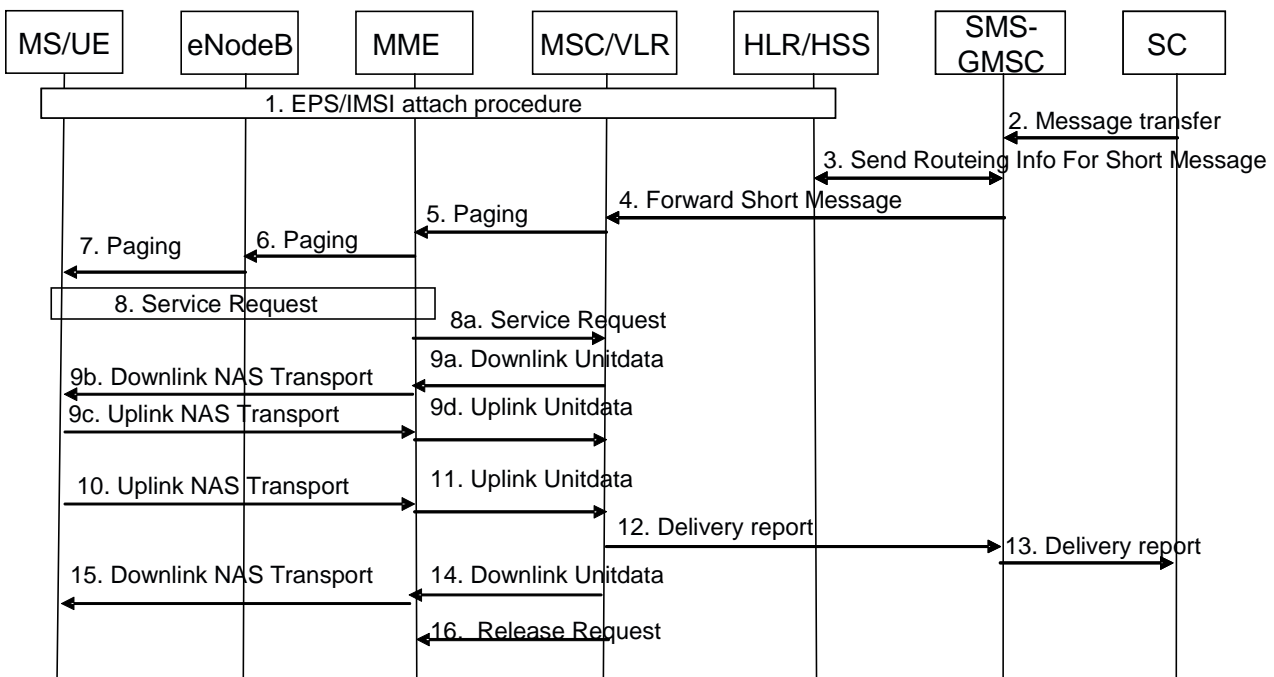 MS/UE
eNodeB
MME
MSC/VLR
HLR/HSS
SMS-
GMSC
SC
1. EPS/IMSI attach procedure
2. Message transfer
3. Send Routeing Info For Short Message
4. Forward Short Message
5. Paging
6. Paging
7. Paging
8. Service Request
8a. Service Request
9a. Downlink Unitdata
9b. Downlink NAS Transport
9c. Uplink NAS Transport
9d. Uplink Unitdata
10. Uplink NAS Transport
11. Uplink Unitdata
12. Delivery report
13. Delivery report
14. Downlink Unitdata
15. Downlink NAS Transport
16. Release Request